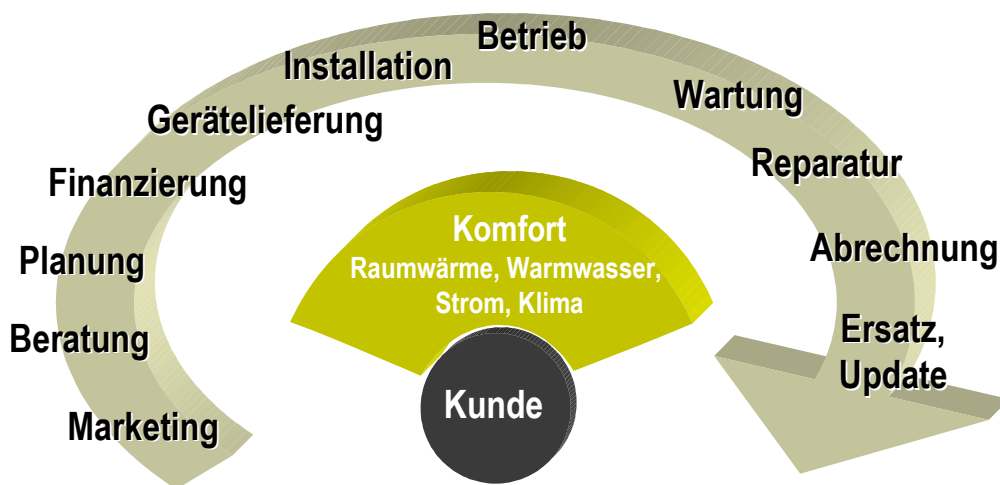 Marketing
Beratung
Planung
Finanzierung
Gerätelieferung
Installation
Betrieb
Wartung
Reparatur
Abrechnung
Ersatz,
Update
Komfort
Raumwärme, Warmwasser,
Strom, Klima
Kunde